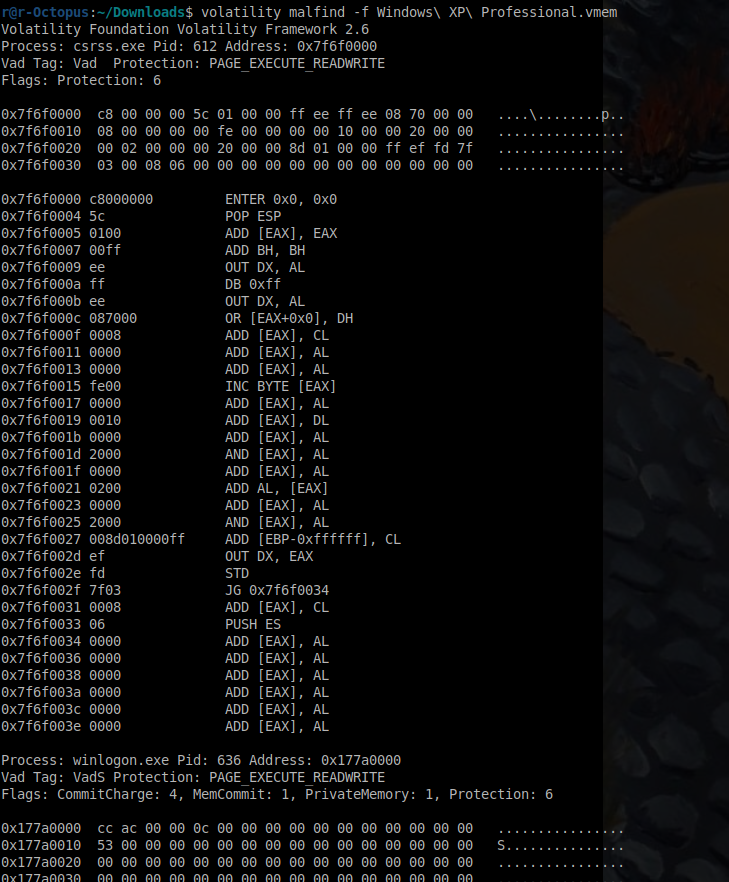 r@r-Octopus:~/Downloads$ volatility malfind -f Windows\ XP\ Professional.vmem
Volatility Foundation Volatility Framework 2.6
Process: csrss.exe Pid: 612 Address: 0x7f6f0000
Vad Tag: Vad  Protection: PAGE_EXECUTE_READWRITE
Flags: Protection: 6
0x7f6f0000  c8 00 00 00 5c 01 00 00 ff ee ff ee 08 70 00 00   ....\........p..
0x7f6f0010  08 00 00 00 00 fe 00 00 00 00 10 00 00 20 00 00   ................
0x7f6f0020  00 02 00 00 00 20 00 00 8d 01 00 00 ff ef fd 7f   ................
0x7f6f0030  03 00 08 06 00 00 00 00 00 00 00 00 00 00 00 00   ................
0x7f6f0000 c8000000         ENTER 0x0, 0x0
0x7f6f0004 5c               POP ESP
0x7f6f0005 0100             ADD [EAX], EAX
0x7f6f0007 00ff             ADD BH, BH
0x7f6f0009 ee               OUT DX, AL
0x7f6f000a ff               DB 0xff
0x7f6f000b ee               OUT DX, AL
0x7f6f000c 087000           OR [EAX+0x0], DH
0x7f6f000f 0008             ADD [EAX], CL
0x7f6f0011 0000             ADD [EAX], AL
0x7f6f0013 0000             ADD [EAX], AL
0x7f6f0015 fe00             INC BYTE [EAX]
0x7f6f0017 0000             ADD [EAX], AL
0x7f6f0019 0010             ADD [EAX], DL
0x7f6f001b 0000             ADD [EAX], AL
0x7f6f001d 2000             AND [EAX], AL
0x7f6f001f 0000             ADD [EAX], AL
0x7f6f0021 0200             ADD AL, [EAX]
0x7f6f0023 0000             ADD [EAX], AL
0x7f6f0025 2000             AND [EAX], AL
0x7f6f0027 008d010000ff     ADD [EBP-0xffffff], CL
0x7f6f002d ef               OUT DX, EAX
0x7f6f002e fd               STD
0x7f6f002f 7f03             JG 0x7f6f0034
0x7f6f0031 0008             ADD [EAX], CL
0x7f6f0033 06               PUSH ES
0x7f6f0034 0000             ADD [EAX], AL
0x7f6f0036 0000             ADD [EAX], AL
0x7f6f0038 0000             ADD [EAX], AL
0x7f6f003a 0000             ADD [EAX], AL
0x7f6f003c 0000             ADD [EAX], AL
0x7f6f003e 0000             ADD [EAX], AL
Process: winlogon.exe Pid: 636 Address: 0x177a0000
Vad Tag: VadS Protection: PAGE_EXECUTE_READWRITE
Flags: CommitCharge: 4, MemCommit: 1, PrivateMemory: 1, Protection: 6
0x177a0000  cc ac 00 00 0c 00 00 00 00 00 00 00 00 00 00 00   ................
0x177a0010  53 00 00 00 00 00 00 00 00 00 00 00 00 00 00 00   S...............
0x177a0020  00 00 00 00 00 00 00 00 00 00 00 00 00 00 00 00   ................
0x177a0030  00 00 00 00 00 00 00 00 00 00 00 00 00 00 00 00   ................